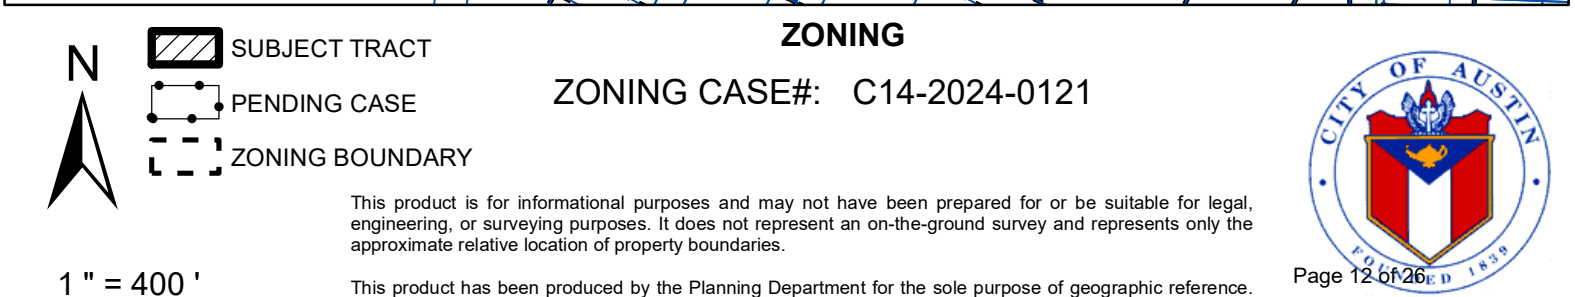 ZONING
N
SUBJECT TRACT
PENDING CASE
ZONING BOUNDARY
ZONING CASE#: C14-2024-0121
This product is for informational purposes and may not have been prepared for or be suitable for legal,
engineering, or surveying purposes. It does not represent an on-the-ground survey and represents only the
approximate relative location of property boundaries.
1 " = 400 '
This product has been produced by the Planning Department for the sole purpose of geographic reference.
CITY OF AUSTIN
FOUNDED 1839
Page 12 of 26